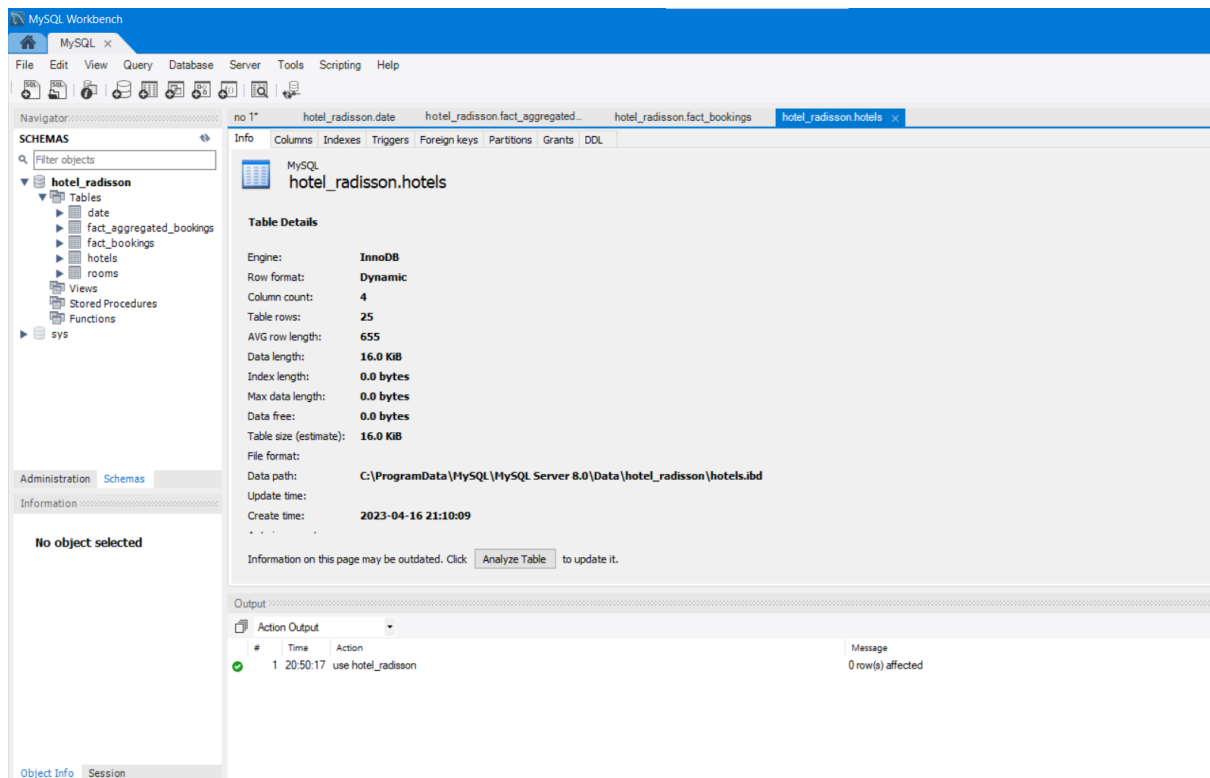 MySQL Workbench
MySQL ×
File Edit View Query Database Server Tools Scripting Help
Navigator
SCHEMAS
Filter objects
hotel_radisson
Tables
date
fact_aggregated_bookings
fact_bookings
hotels
rooms
Views
Stored Procedures
Functions
sys
Administration Schemas
Information
No object selected
Object Info Session
no 1* hotel_radisson.date hotel_radisson.fact_aggregated... hotel_radisson.fact_bookings hotel_radisson.hotels ×
Info Columns Indexes Triggers Foreign keys Partitions Grants DDL
MySQL
hotel_radisson.hotels
Table Details
Engine: InnoDB
Row format: Dynamic
Column count: 4
Table rows: 25
AVG row length: 655
Data length: 16.0 KiB
Index length: 0.0 bytes
Max data length: 0.0 bytes
Data free: 0.0 bytes
Table size (estimate): 16.0 KiB
File format:
Data path: C:\ProgramData\MySQL\MySQL Server 8.0\Data\hotel_radisson\hotels.ibd
Update time:
Create time: 2023-04-16 21:10:09
Information on this page may be outdated. Click Analyze Table to update it.
Output
Action Output
# Time Action Message
1 20:50:17 use hotel_radisson 0 row(s) affected